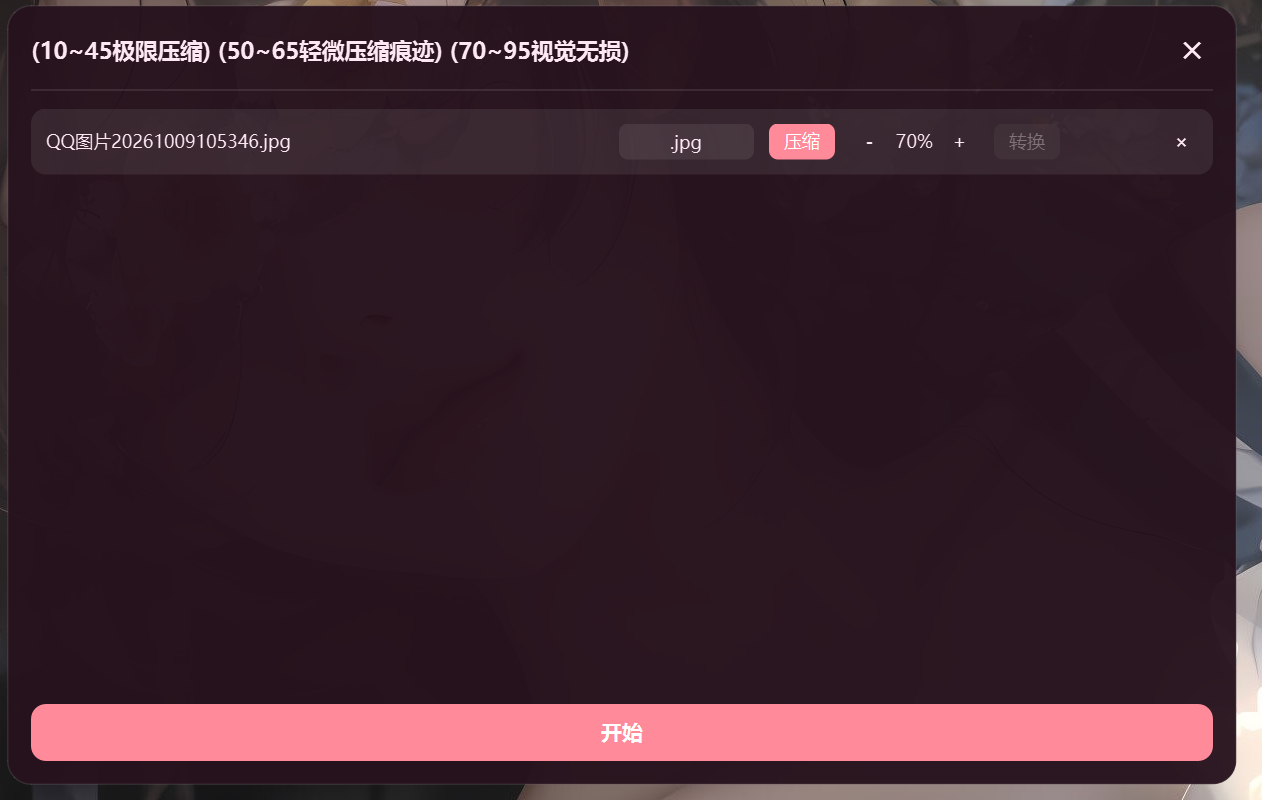 (10~45极限压缩) (50~65轻微压缩痕迹) (70~95视觉无损) ×
QQ图片20261009105346.jpg .jpg 压缩 - 70% + 转换 ×
开始